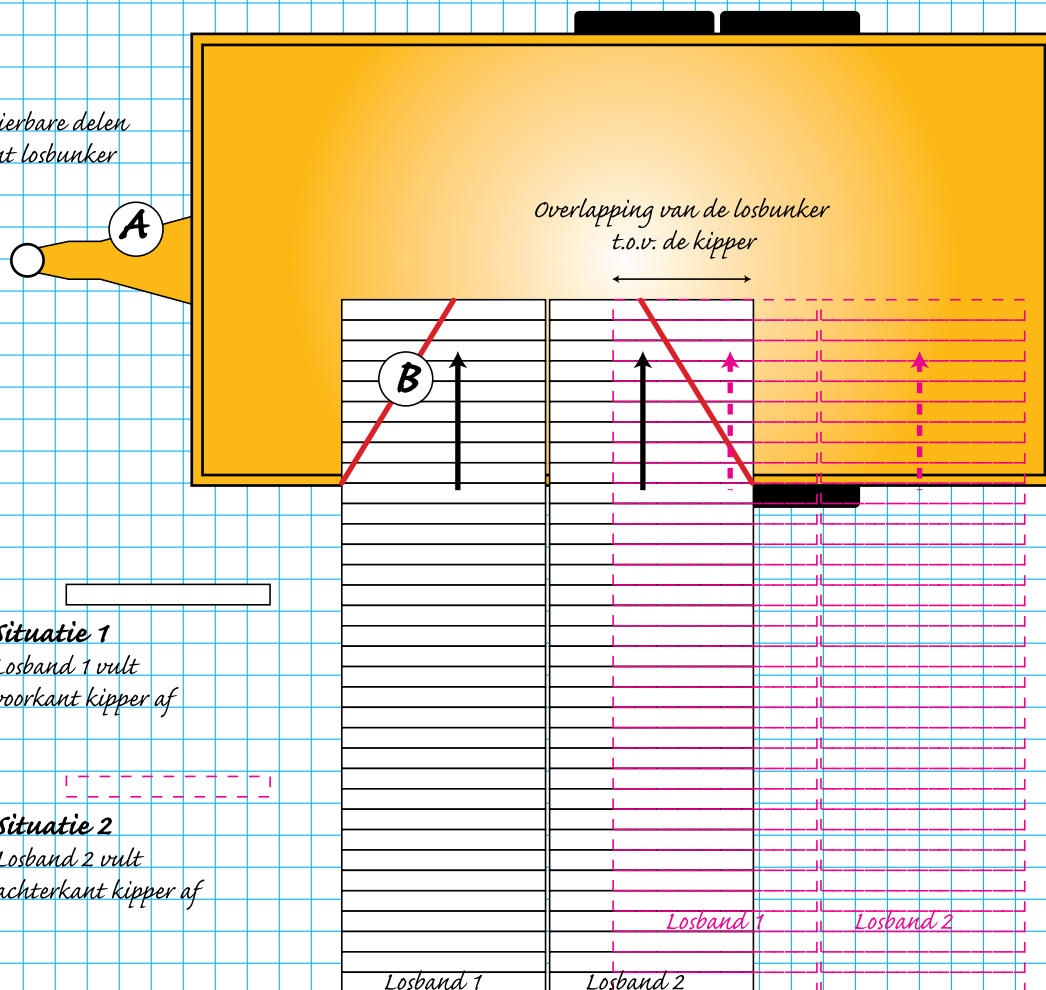 ierbare delen
nt losbunker
A
Overlapping van de losbunker
t.o.v. de kipper
B
Situatie 1
Losband 1 vult
voorkant kipper af
Situatie 2
Losband 2 vult
achterkant kipper af
Losband 1
Losband 2
Losband 1
Losband 2